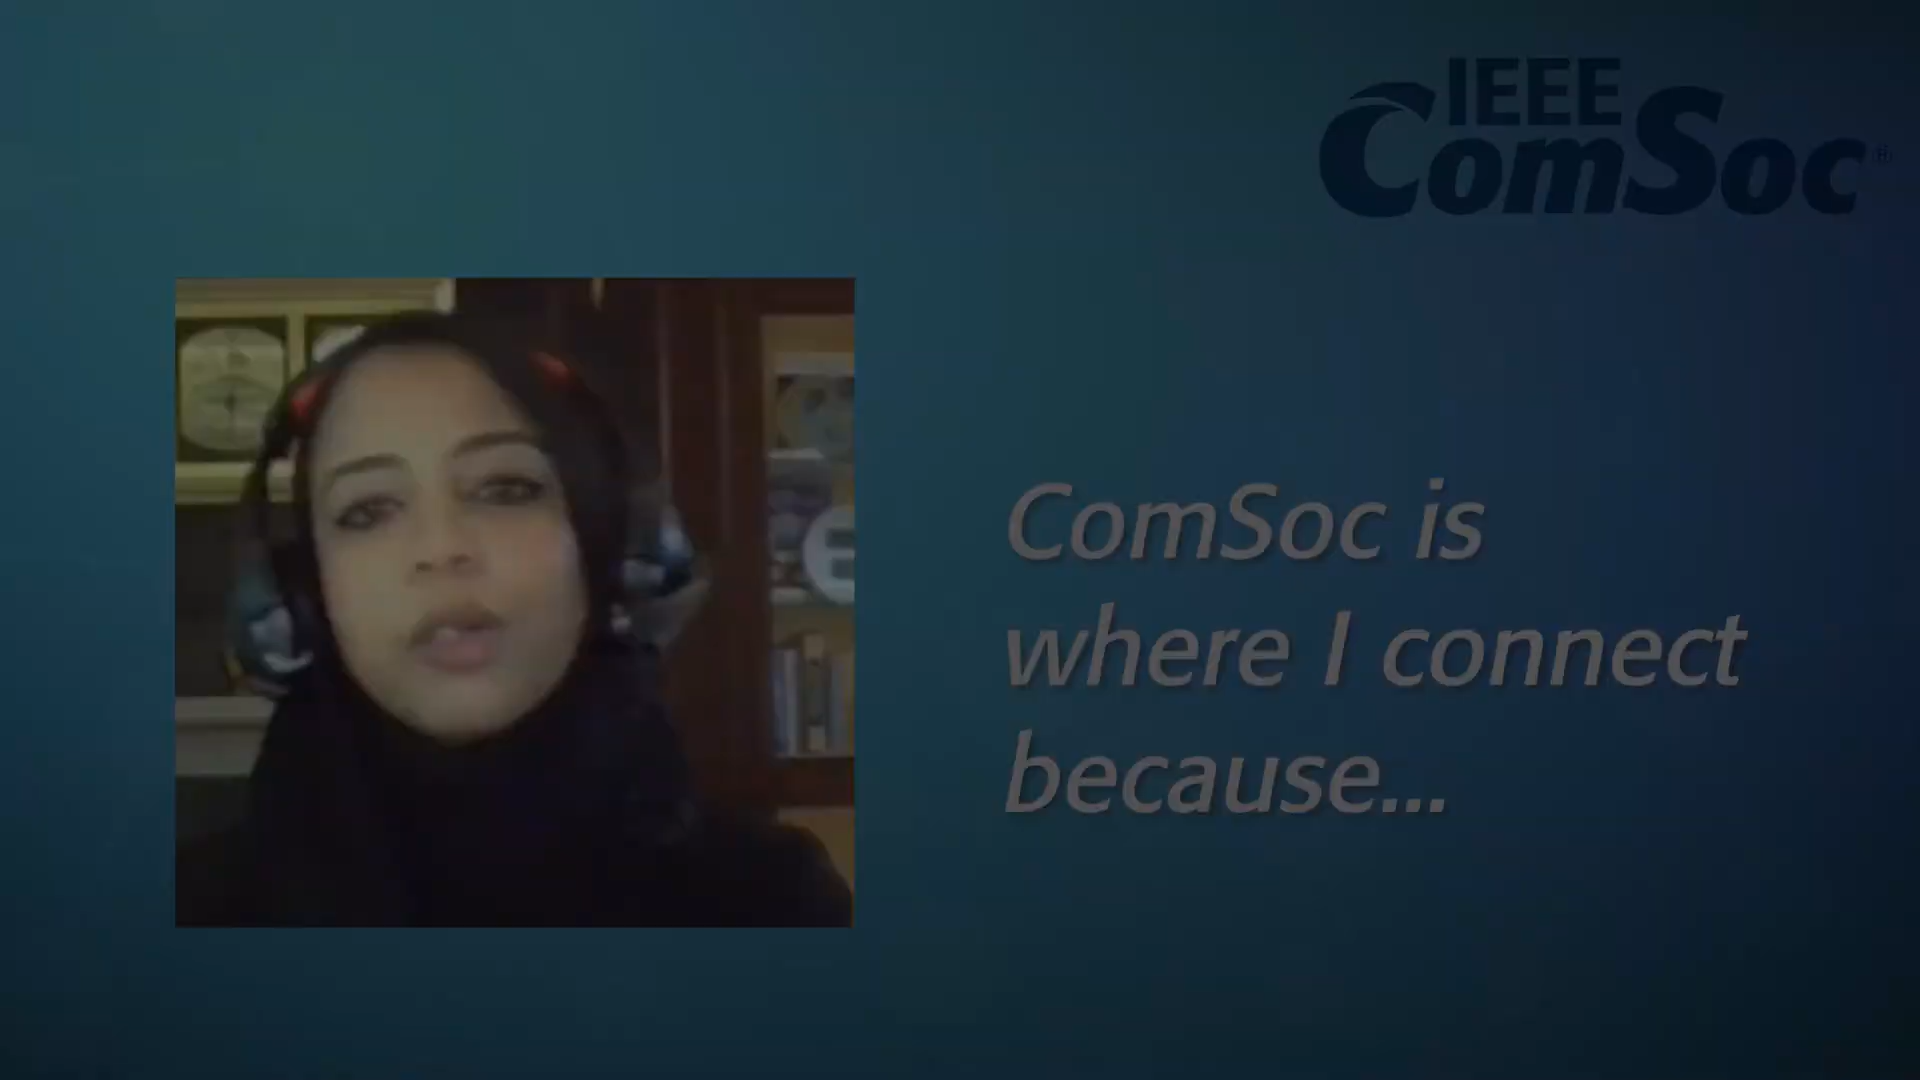 IEEE
ComSoc®
ComSoc is
where I connect
because...